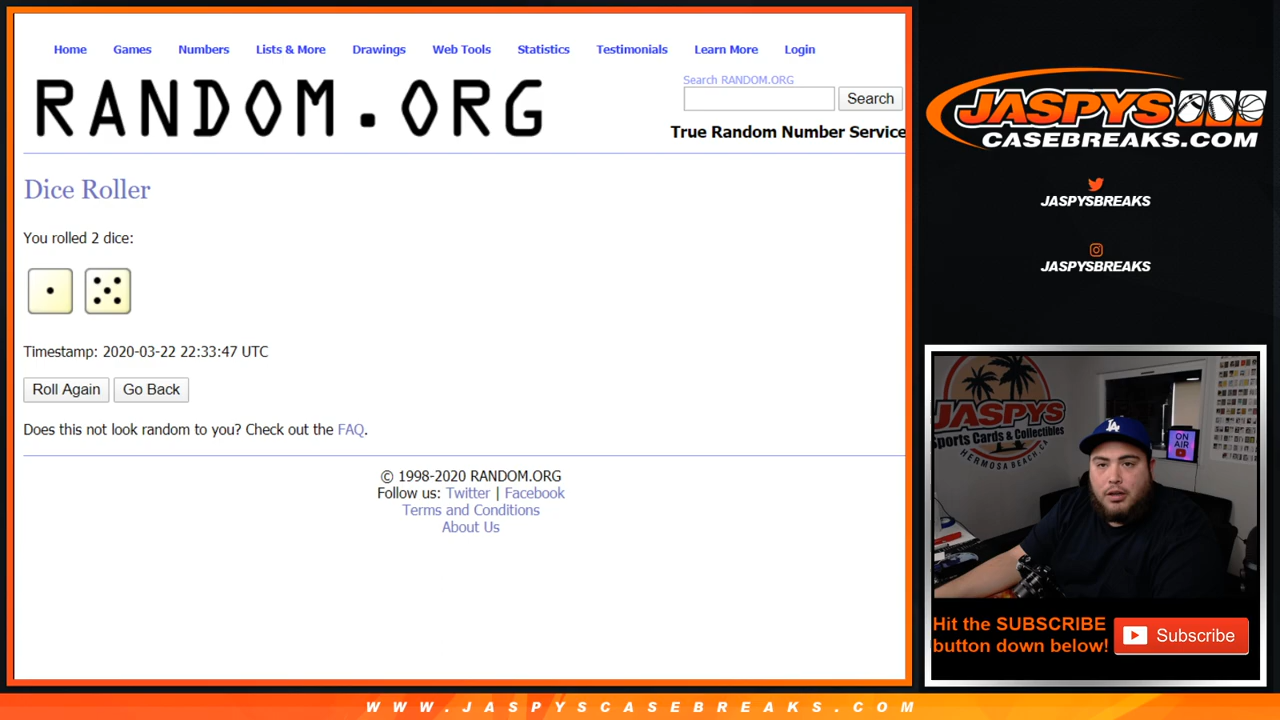 Home Games Numbers Lists & More Drawings Web Tools Statistics Testimonials Learn More Login
RANDOM.ORG
Search RANDOM.ORG
Search
True Random Number Service
Dice Roller
You rolled 2 dice:
Timestamp: 2020-03-22 22:33:47 UTC
Roll Again Go Back
Does this not look random to you? Check out the FAQ.
© 1998-2020 RANDOM.ORG
Follow us: Twitter | Facebook
Terms and Conditions
About Us
JASPYS
CASEBREAKS.COM
JASPYSBREAKS
JASPYSBREAKS
JASPYS
Sports Cards & Collectibles
HERMOSA BEACH, CA
LA
ON
AIR
Hit the SUBSCRIBE
button down below!
Subscribe
WWW.JASPYSCASEBREAKS.COM